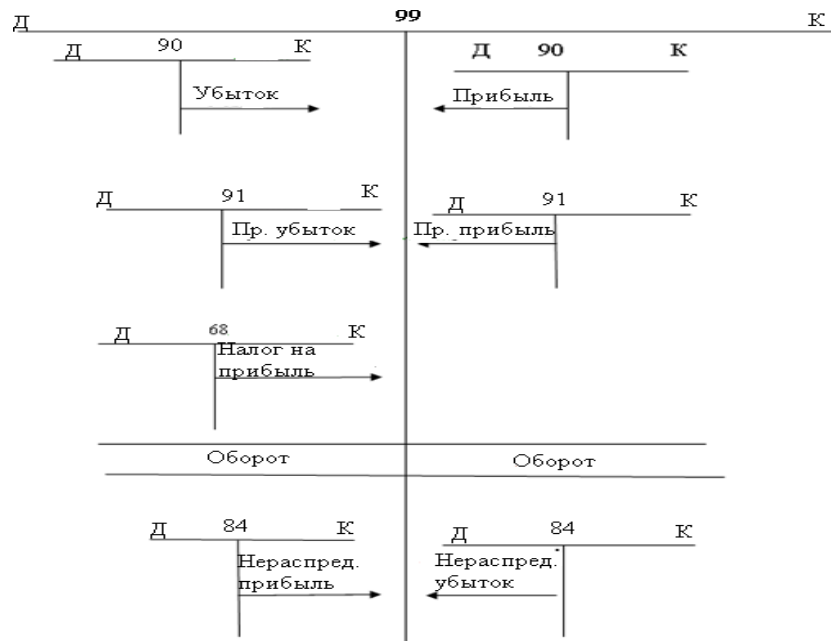 Д 99 К
Д 90 К Д 90 К
Убыток Прибыль
Д 91 К Д 91 К
Пр. убыток Пр. прибыль
Д 68 К
Налог на
прибыль
Оборот Оборот
Д 84 К Д 84 К
Нераспред. Нераспред.
прибыль убыток